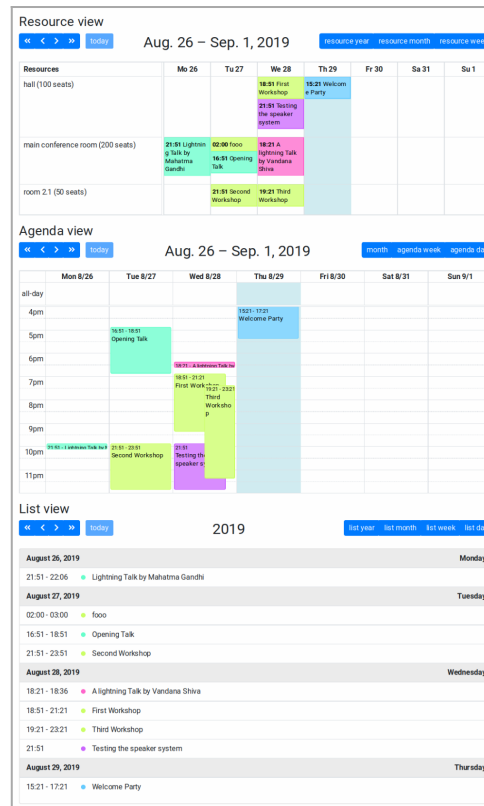 Resource view
« ‹ › » today Aug. 26 – Sep. 1, 2019 resource year resource month resource wee
Resources Mo 26 Tu 27 We 28 Th 29 Fr 30 Sa 31 Su 1
hall (100 seats)
18:51 First Workshop
21:51 Testing the speaker system
15:21 Welcom
e Party
main conference room (200 seats)
21:51 Lightnin
g Talk by
Mahatma
Gandhi
02:00 fooo
16:51 Opening
Talk
18:21 A
lightning Talk
by Vandana
Shiva
room 2.1 (50 seats)
21:51 Second
Workshop
19:21 Third
Workshop
Agenda view
« ‹ › » today Aug. 26 – Sep. 1, 2019 month agenda week agenda da
Mon 8/26 Tue 8/27 Wed 8/28 Thu 8/29 Fri 8/30 Sat 8/31 Sun 9/1
all-day
4pm
15:21 - 17:21
Welcome Party
5pm
16:51 - 18:51
Opening Talk
6pm
18:21 - A lightning Talk by
7pm
18:51 - 21:21
First Workshop
19:21 - 23:21
Third
Worksho
p
8pm
9pm
10pm
21:51 - Lightning Talk by
21:51 - 23:51
Second Workshop
21:51
Testing the
speaker sy
11pm
List view
« ‹ › » today 2019 list year list month list week list da
August 26, 2019 Monday
21:51 - 22:06 Lightning Talk by Mahatma Gandhi
August 27, 2019 Tuesday
02:00 - 03:00 fooo
16:51 - 18:51 Opening Talk
21:51 - 23:51 Second Workshop
August 28, 2019 Wednesday
18:21 - 18:36 A lightning Talk by Vandana Shiva
18:51 - 21:21 First Workshop
19:21 - 23:21 Third Workshop
21:51 Testing the speaker system
August 29, 2019 Thursday
15:21 - 17:21 Welcome Party